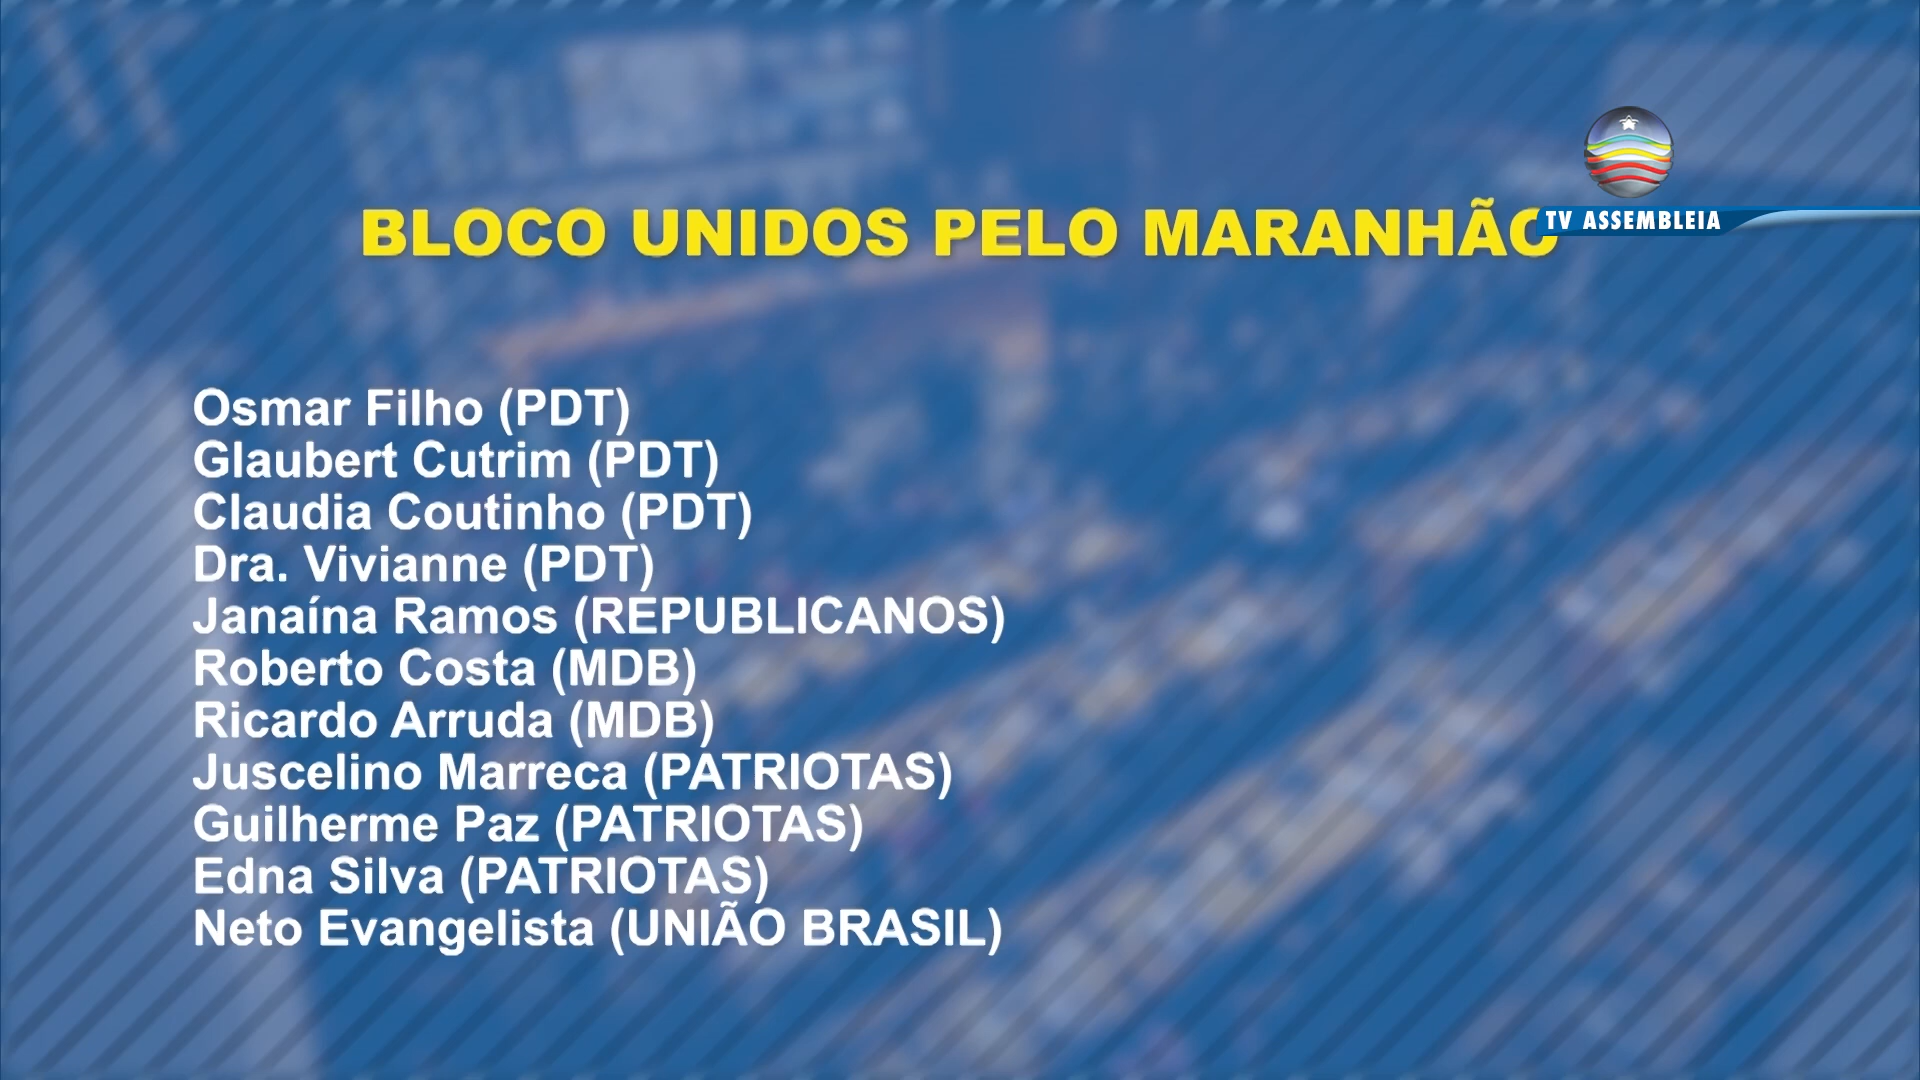 BLOCO UNIDOS PELO MARANHÃO
TV ASSEMBLEIA
Osmar Filho (PDT)
Glaubert Cutrim (PDT)
Claudia Coutinho (PDT)
Dra. Vivianne (PDT)
Janaína Ramos (REPUBLICANOS)
Roberto Costa (MDB)
Ricardo Arruda (MDB)
Juscelino Marreca (PATRIOTAS)
Guilherme Paz (PATRIOTAS)
Edna Silva (PATRIOTAS)
Neto Evangelista (UNIÃO BRASIL)